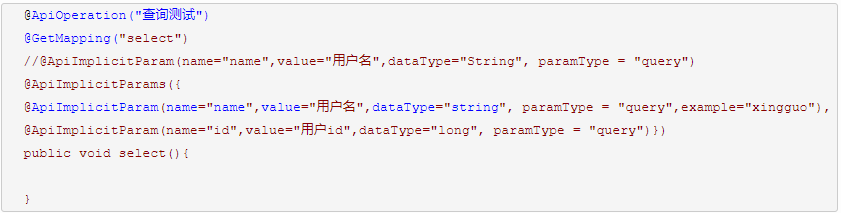 @ApiOperation("查询测试")
@GetMapping("select")
//@ApiImplicitParam(name="name",value="用户名",dataType="String", paramType = "query")
@ApiImplicitParams({
@ApiImplicitParam(name="name",value="用户名",dataType="string", paramType = "query",example="xingguo"),
@ApiImplicitParam(name="id",value="用户id",dataType="long", paramType = "query")})
public void select(){
}